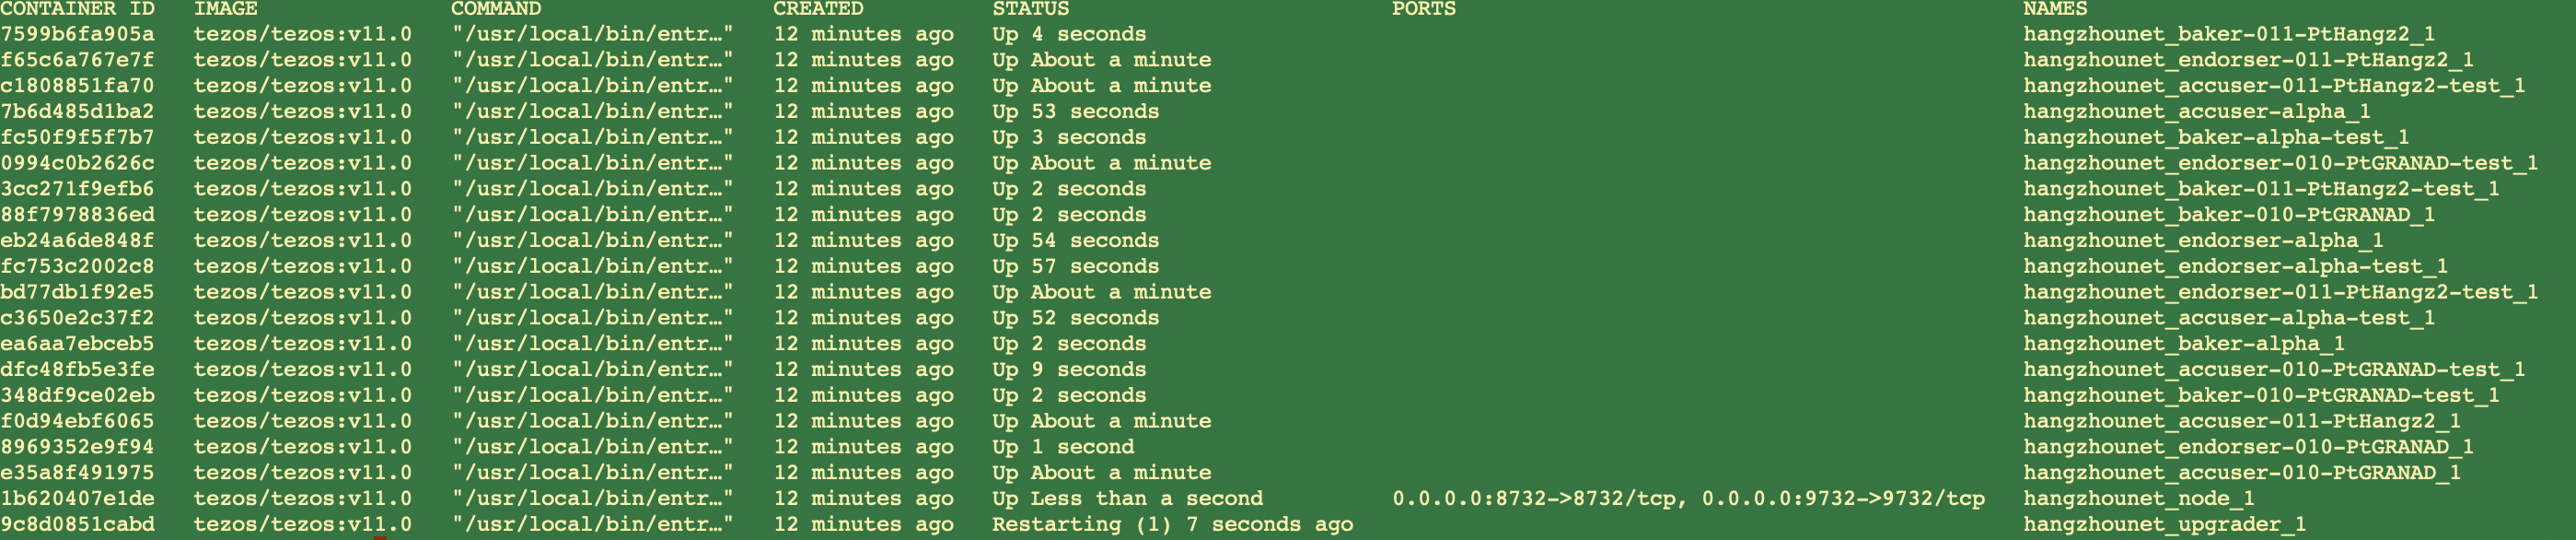 CONTAINER ID   IMAGE                COMMAND                  CREATED          STATUS                         PORTS                                            NAMES
7599b6fa905a   tezos/tezos:v11.0   "/usr/local/bin/entr…"   12 minutes ago   Up 4 seconds   hangzhounet_baker-011-PtHangz2_1
f65c6a767e7f   tezos/tezos:v11.0   "/usr/local/bin/entr…"   12 minutes ago   Up About a minute   hangzhounet_endorser-011-PtHangz2_1
c1808851fa70   tezos/tezos:v11.0   "/usr/local/bin/entr…"   12 minutes ago   Up About a minute   hangzhounet_accuser-011-PtHangz2-test_1
7b6d485d1ba2   tezos/tezos:v11.0   "/usr/local/bin/entr…"   12 minutes ago   Up 53 seconds   hangzhounet_accuser-alpha_1
fc50f9f5f7b7   tezos/tezos:v11.0   "/usr/local/bin/entr…"   12 minutes ago   Up 3 seconds   hangzhounet_baker-alpha-test_1
0994c0b2626c   tezos/tezos:v11.0   "/usr/local/bin/entr…"   12 minutes ago   Up About a minute   hangzhounet_endorser-010-PtGRANAD-test_1
3cc271f9efb6   tezos/tezos:v11.0   "/usr/local/bin/entr…"   12 minutes ago   Up 2 seconds   hangzhounet_baker-011-PtHangz2-test_1
88f7978836ed   tezos/tezos:v11.0   "/usr/local/bin/entr…"   12 minutes ago   Up 2 seconds   hangzhounet_baker-010-PtGRANAD_1
eb24a6de848f   tezos/tezos:v11.0   "/usr/local/bin/entr…"   12 minutes ago   Up 54 seconds   hangzhounet_endorser-alpha_1
fc753c2002c8   tezos/tezos:v11.0   "/usr/local/bin/entr…"   12 minutes ago   Up 57 seconds   hangzhounet_endorser-alpha-test_1
bd77db1f92e5   tezos/tezos:v11.0   "/usr/local/bin/entr…"   12 minutes ago   Up About a minute   hangzhounet_endorser-011-PtHangz2-test_1
c3650e2c37f2   tezos/tezos:v11.0   "/usr/local/bin/entr…"   12 minutes ago   Up 52 seconds   hangzhounet_accuser-alpha-test_1
ea6aa7ebceb5   tezos/tezos:v11.0   "/usr/local/bin/entr…"   12 minutes ago   Up 2 seconds   hangzhounet_baker-alpha_1
dfc48fb5e3fe   tezos/tezos:v11.0   "/usr/local/bin/entr…"   12 minutes ago   Up 9 seconds   hangzhounet_accuser-010-PtGRANAD-test_1
348df9ce02eb   tezos/tezos:v11.0   "/usr/local/bin/entr…"   12 minutes ago   Up 2 seconds   hangzhounet_baker-010-PtGRANAD-test_1
f0d94ebf6065   tezos/tezos:v11.0   "/usr/local/bin/entr…"   12 minutes ago   Up About a minute   hangzhounet_accuser-011-PtHangz2_1
8969352e9f94   tezos/tezos:v11.0   "/usr/local/bin/entr…"   12 minutes ago   Up 1 second   hangzhounet_endorser-010-PtGRANAD_1
e35a8f491975   tezos/tezos:v11.0   "/usr/local/bin/entr…"   12 minutes ago   Up About a minute   hangzhounet_accuser-010-PtGRANAD_1
1b620407e1de   tezos/tezos:v11.0   "/usr/local/bin/entr…"   12 minutes ago   Up Less than a second   0.0.0.0:8732->8732/tcp, 0.0.0.0:9732->9732/tcp   hangzhounet_node_1
9c8d0851cabd   tezos/tezos:v11.0   "/usr/local/bin/entr…"   12 minutes ago   Restarting (1) 7 seconds ago   hangzhounet_upgrader_1